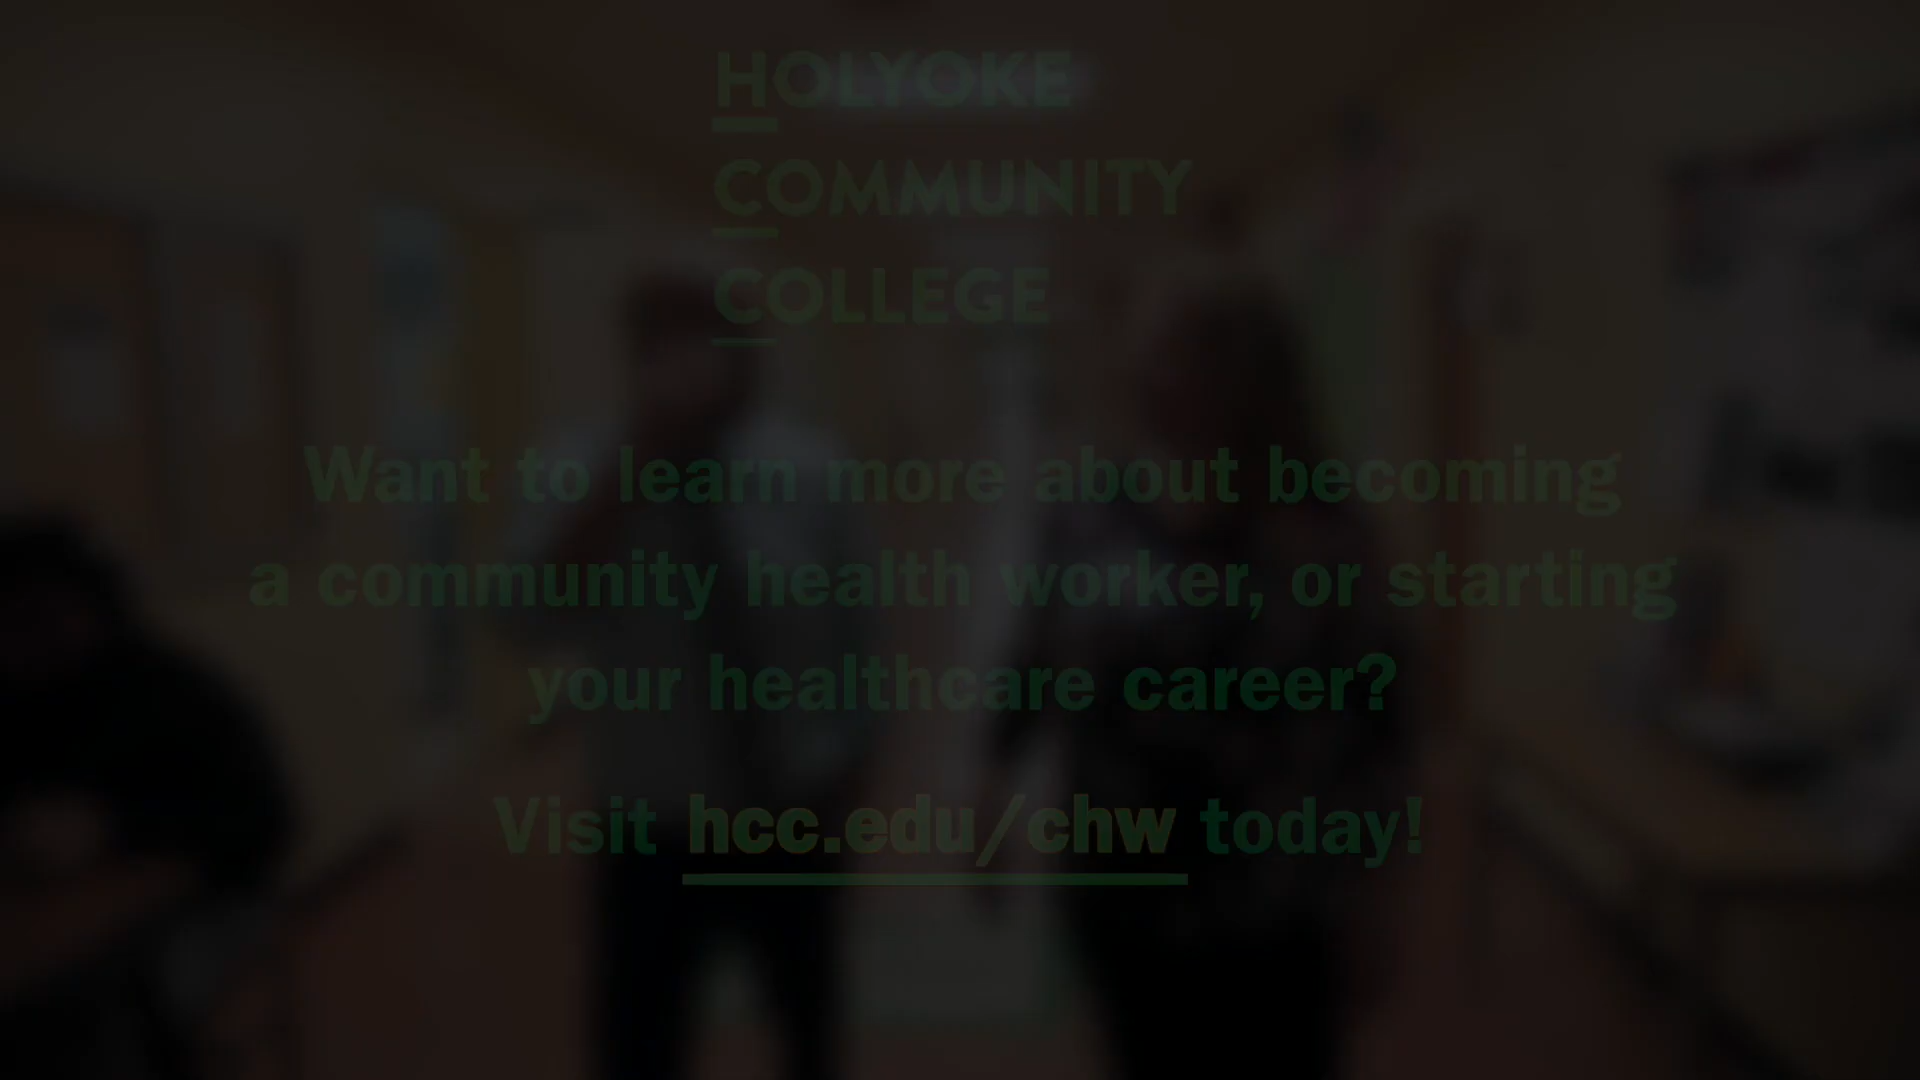 HOLYOKE
COMMUNITY
COLLEGE
Want to learn more about becoming
a community health worker, or starting
your healthcare career?
Visit hcc.edu/chw today!